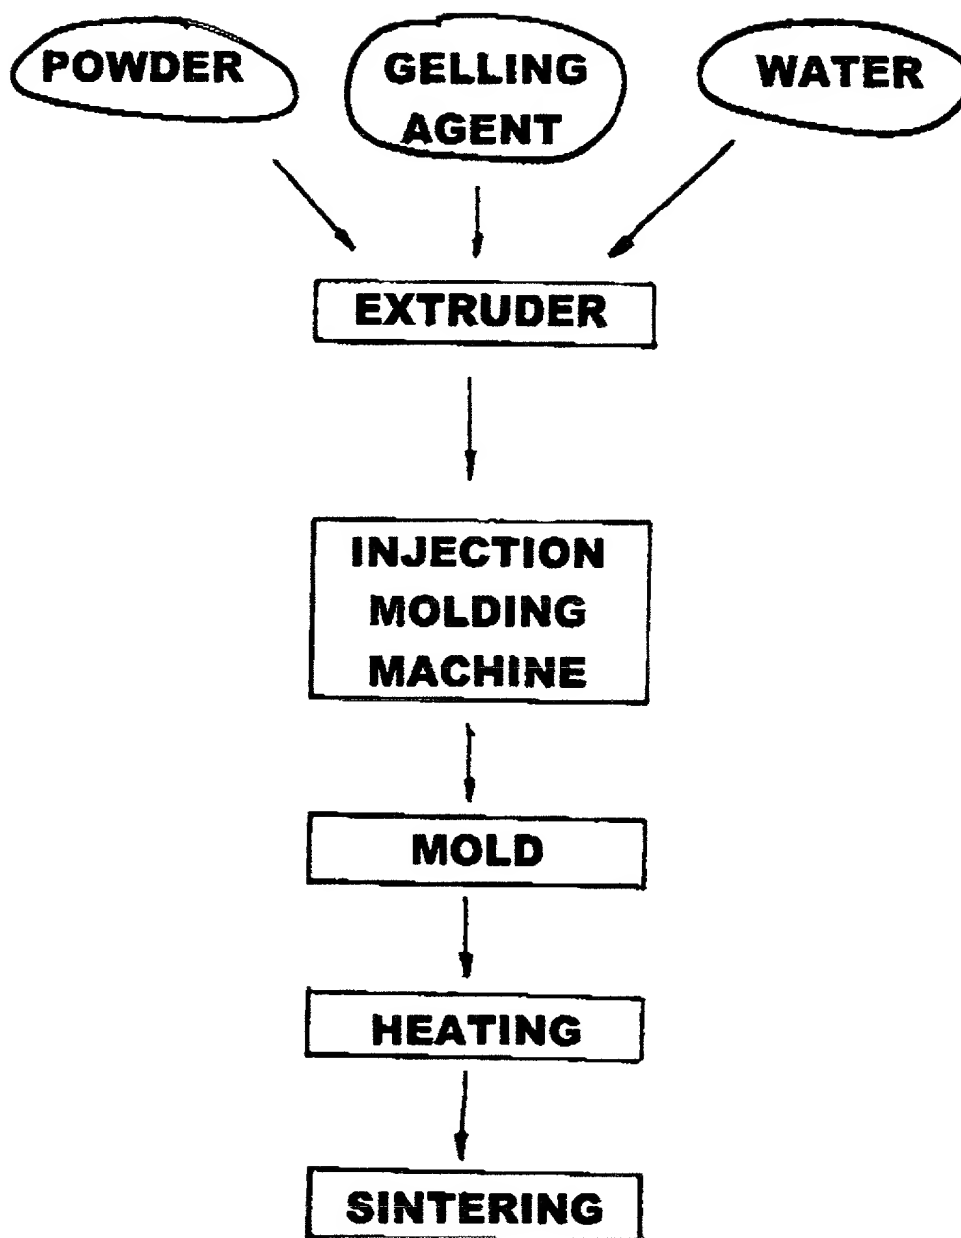 POWDER
GELLING
AGENT
WATER
EXTRUDER
INJECTION
MOLDING
MACHINE
MOLD
HEATING
SINTERING